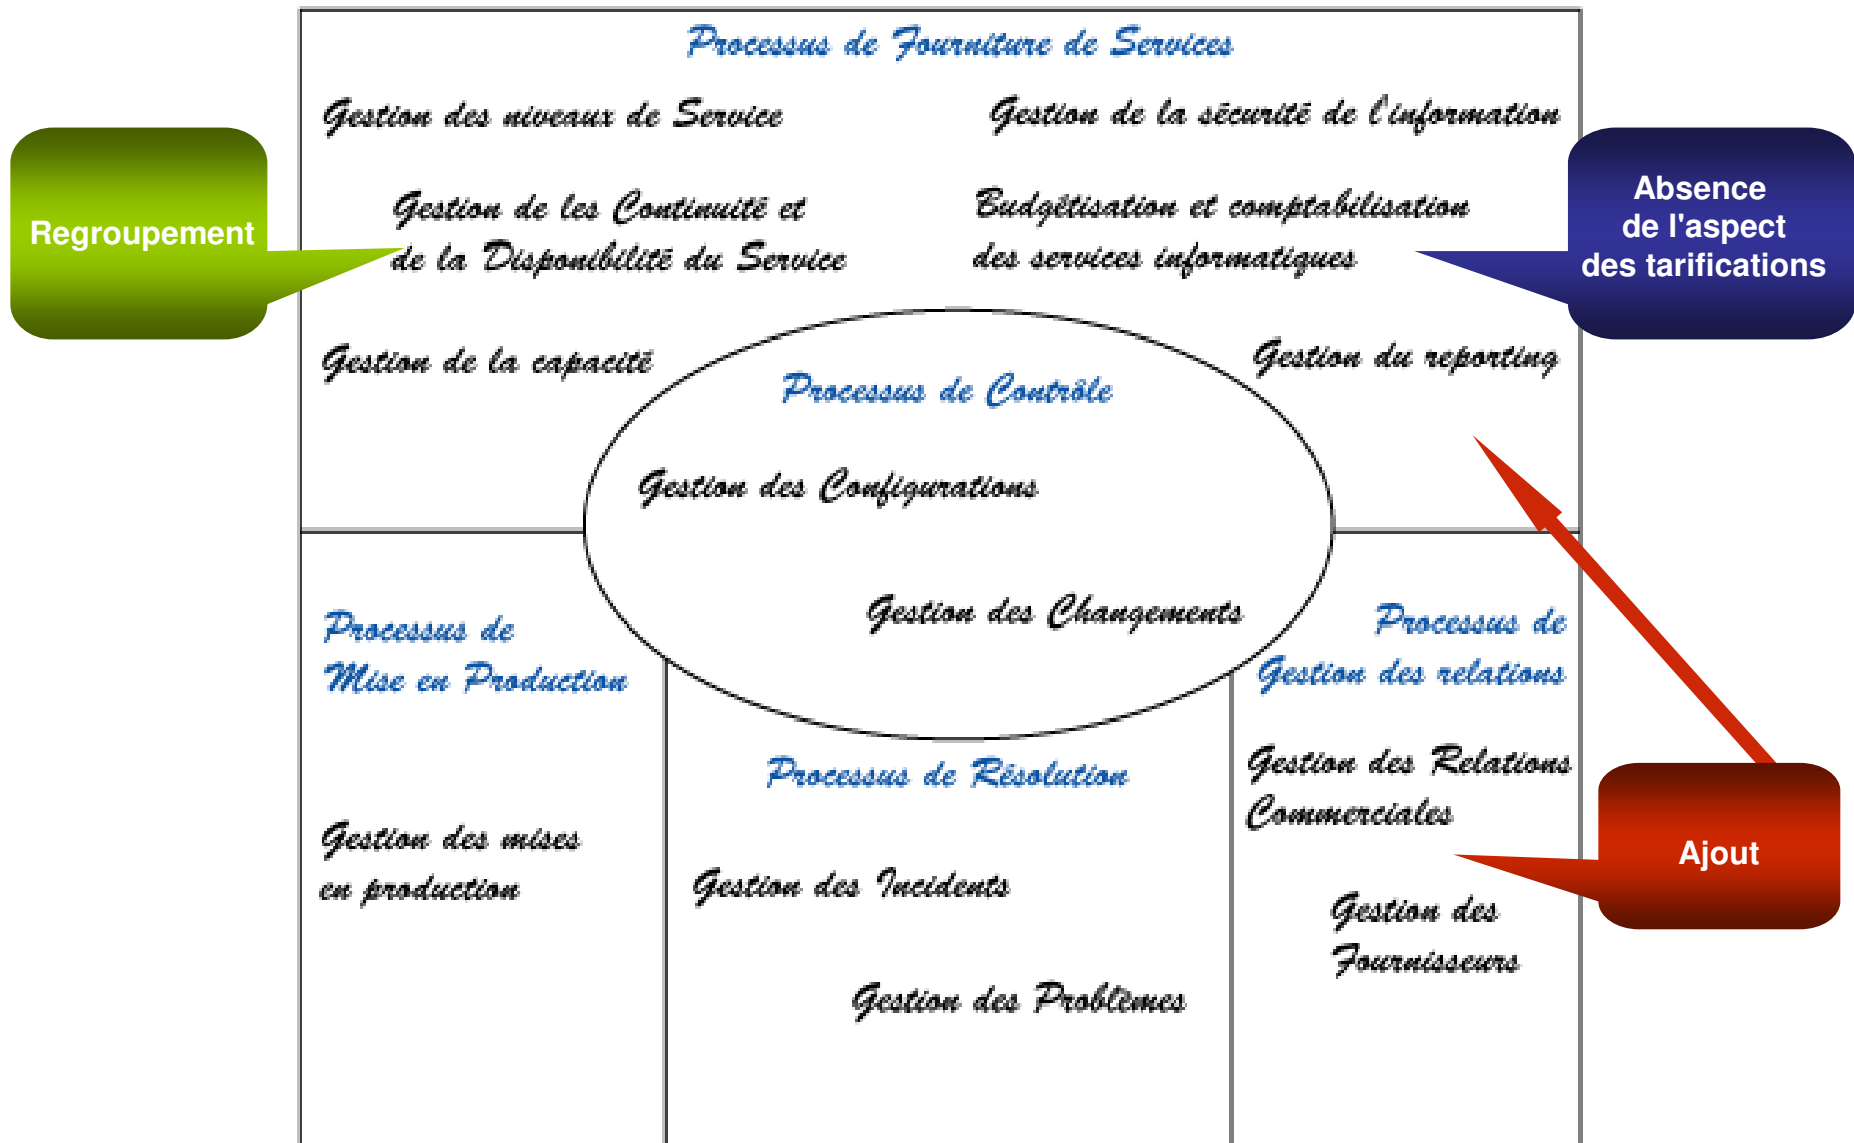 Processus de Fourniture de Services
Gestion des niveaux de Service
Gestion de la sécurité de l'information
Regroupement
Gestion de les Continuité et
de la Disponibilité du Service
Budgétisation et comptabilisation
des services informatiques
Absence
de l'aspect
des tarifications
Gestion de la capacité
Gestion du reporting
Processus de Contrôle
Gestion des Configurations
Gestion des Changements
Processus de
Mise en Production
Gestion des mises
en production
Processus de Résolution
Gestion des Incidents
Gestion des Problèmes
Processus de
Gestion des relations
Gestion des Relations
Commerciales
Gestion des
Fournisseurs
Ajout